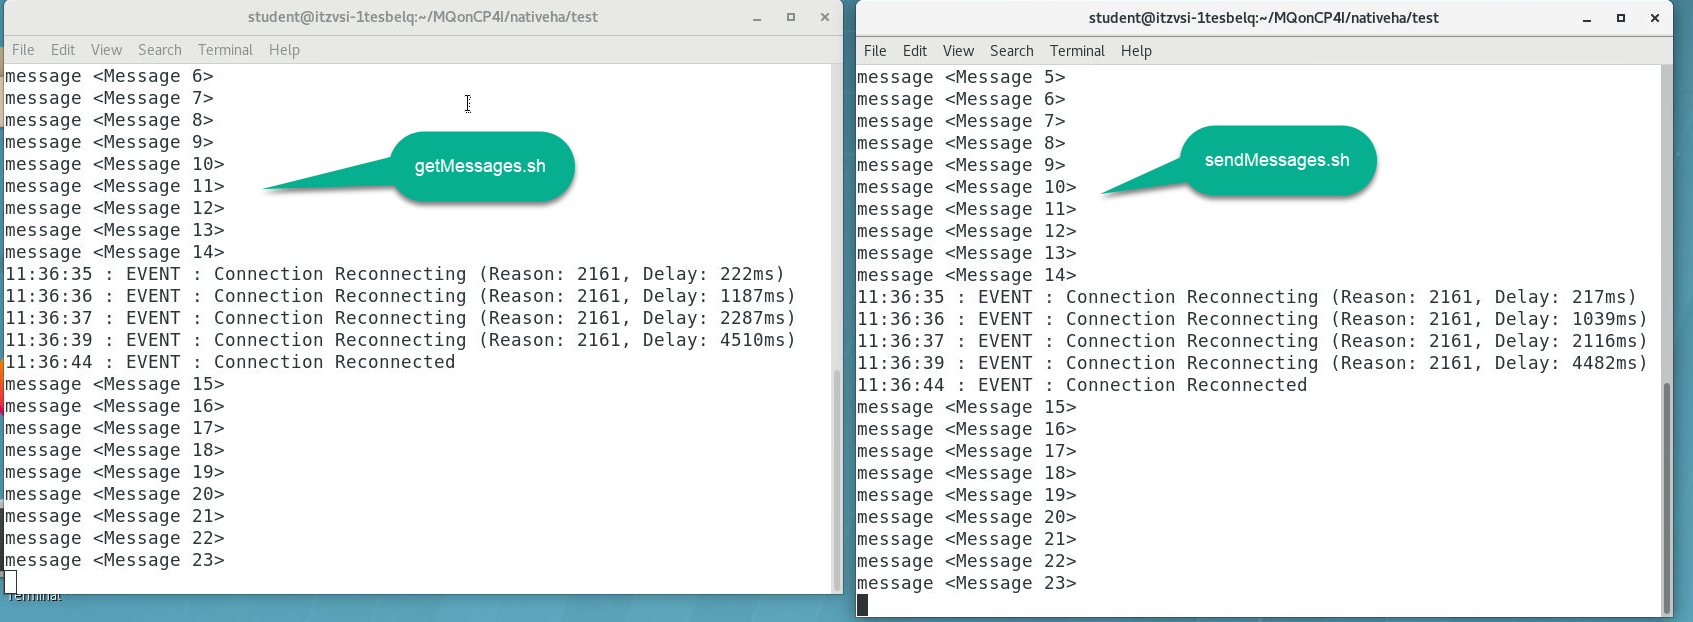 student@itzvsi-1tesbelq:~/MQonCP4I/nativeha/test
File Edit View Search Terminal Help
message <Message 6>
message <Message 7>
message <Message 8>
message <Message 9>
message <Message 10>
message <Message 11>
message <Message 12>
message <Message 13>
message <Message 14>
11:36:35 : EVENT : Connection Reconnecting (Reason: 2161, Delay: 222ms)
11:36:36 : EVENT : Connection Reconnecting (Reason: 2161, Delay: 1187ms)
11:36:37 : EVENT : Connection Reconnecting (Reason: 2161, Delay: 2287ms)
11:36:39 : EVENT : Connection Reconnecting (Reason: 2161, Delay: 4510ms)
11:36:44 : EVENT : Connection Reconnected
message <Message 15>
message <Message 16>
message <Message 17>
message <Message 18>
message <Message 19>
message <Message 20>
message <Message 21>
message <Message 22>
message <Message 23>
getMessages.sh
Terminal
student@itzvsi-1tesbelq:~/MQonCP4I/nativeha/test
File Edit View Search Terminal Help
message <Message 5>
message <Message 6>
message <Message 7>
message <Message 8>
message <Message 9>
message <Message 10>
message <Message 11>
message <Message 12>
message <Message 13>
message <Message 14>
11:36:35 : EVENT : Connection Reconnecting (Reason: 2161, Delay: 217ms)
11:36:36 : EVENT : Connection Reconnecting (Reason: 2161, Delay: 1039ms)
11:36:37 : EVENT : Connection Reconnecting (Reason: 2161, Delay: 2116ms)
11:36:39 : EVENT : Connection Reconnecting (Reason: 2161, Delay: 4482ms)
11:36:44 : EVENT : Connection Reconnected
message <Message 15>
message <Message 16>
message <Message 17>
message <Message 18>
message <Message 19>
message <Message 20>
message <Message 21>
message <Message 22>
message <Message 23>
sendMessages.sh